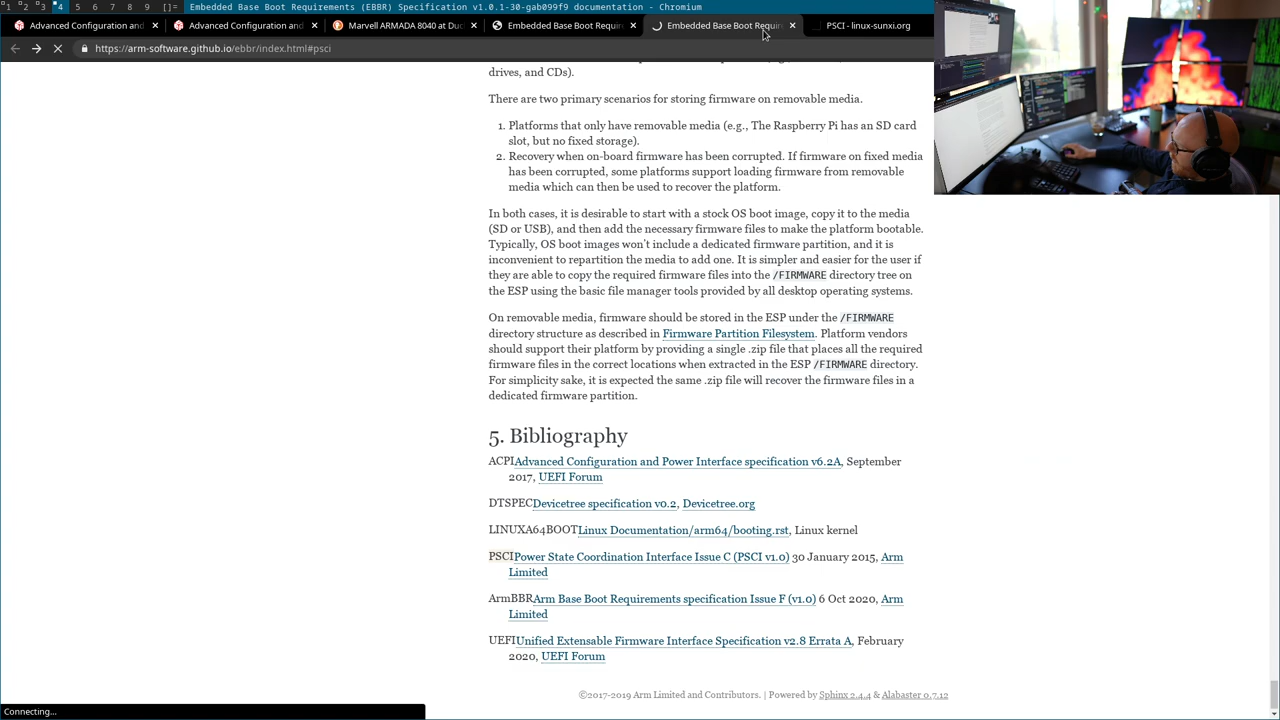 1 2 3 4 5 6 7 8 9 []= Embedded Base Boot Requirements (EBBR) Specification v1.0.1-30-gab099f9 documentation - Chromium
Advanced Configuration and Advanced Configuration and Marvell ARMADA 8040 at Du Embedded Base Boot Requir Embedded Base Boot Requir PSCI - linux-sunxi.org
https://arm-software.github.io/ebbr/index.html#psci
drives, and CDs).
There are two primary scenarios for storing firmware on removable media.
1. Platforms that only have removable media (e.g., The Raspberry Pi has an SD card
slot, but no fixed storage).
2. Recovery when on-board firmware has been corrupted. If firmware on fixed media
has been corrupted, some platforms support loading firmware from removable
media which can then be used to recover the platform.
In both cases, it is desirable to start with a stock OS boot image, copy it to the media
(SD or USB), and then add the necessary firmware files to make the platform bootable.
Typically, OS boot images won't include a dedicated firmware partition, and it is
inconvenient to repartition the media to add one. It is simpler and easier for the user if
they are able to copy the required firmware files into the /FIRMWARE directory tree on
the ESP using the basic file manager tools provided by all desktop operating systems.
On removable media, firmware should be stored in the ESP under the /FIRMWARE
directory structure as described in Firmware Partition Filesystem. Platform vendors
should support their platform by providing a single .zip file that places all the required
firmware files in the correct locations when extracted in the ESP /FIRMWARE directory.
For simplicity sake, it is expected the same .zip file will recover the firmware files in a
dedicated firmware partition.
5. Bibliography
ACPIAdvanced Configuration and Power Interface specification v6.2A, September
2017, UEFI Forum
DTSPECDevicetree specification v0.2, Devicetree.org
LINUXA64BOOTLinux Documentation/arm64/booting.rst, Linux kernel
PSCIPower State Coordination Interface Issue C (PSCI v1.0) 30 January 2015, Arm
Limited
ArmBBRArm Base Boot Requirements specification Issue F (v1.0) 6 Oct 2020, Arm
Limited
UEFIUnified Extensable Firmware Interface Specification v2.8 Errata A, February
2020, UEFI Forum
©2017-2019 Arm Limited and Contributors. | Powered by Sphinx 2.4.4 & Alabaster 0.7.12
Connecting...